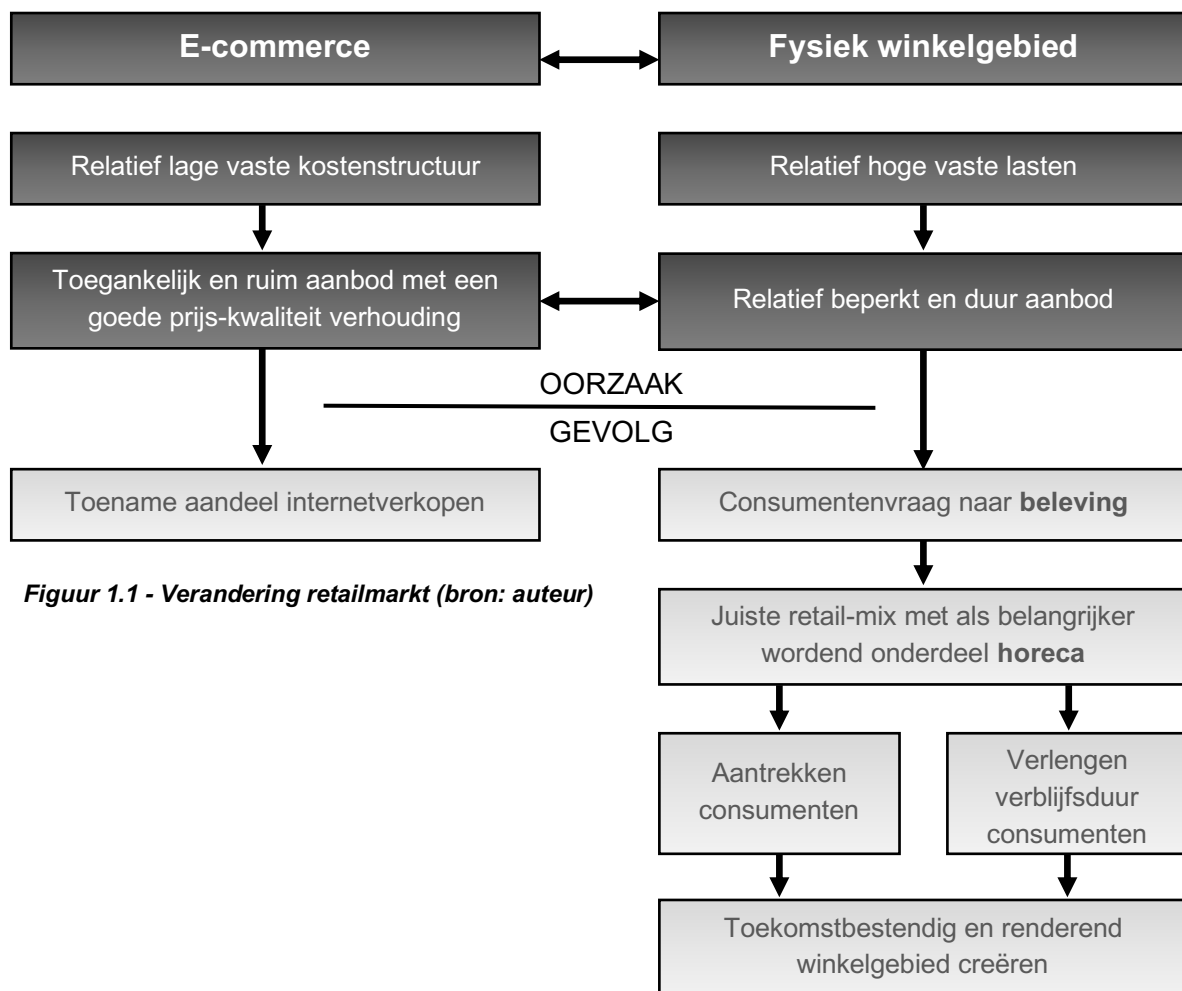 E-commerce
Fysiek winkelgebied
Relatief lage vaste kostenstructuur
Relatief hoge vaste lasten
Toegankelijk en ruim aanbod met een
goede prijs-kwaliteit verhouding
Relatief beperkt en duur aanbod
OORZAAK
GEVOLG
Toename aandeel internetverkopen
Consumentenvraag naar beleving
Figuur 1.1 - Verandering retailmarkt (bron: auteur)
Juiste retail-mix met als belangrijker
wordend onderdeel horeca
Aantrekken
consumenten
Verlengen
verblijfsduur
consumenten
Toekomstbestendig en renderend
winkelgebied creëren